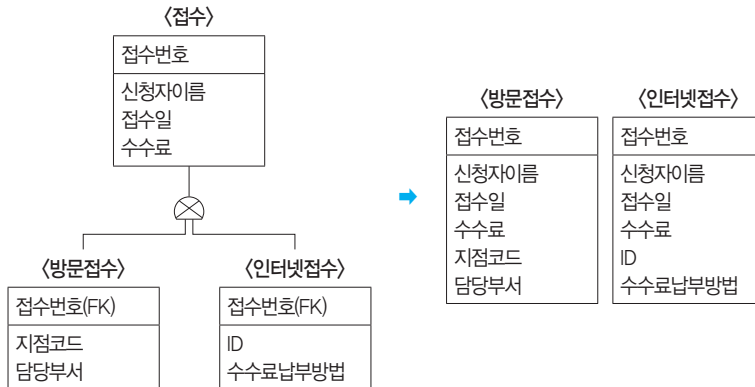 〈접수〉
접수번호
신청자이름
접수일
수수료
〈방문접수〉
접수번호(FK)
지점코드
담당부서
〈인터넷접수〉
접수번호(FK)
ID
수수료납부방법
〈방문접수〉
접수번호
신청자이름
접수일
수수료
지점코드
담당부서
〈인터넷접수〉
접수번호
신청자이름
접수일
수수료
ID
수수료납부방법